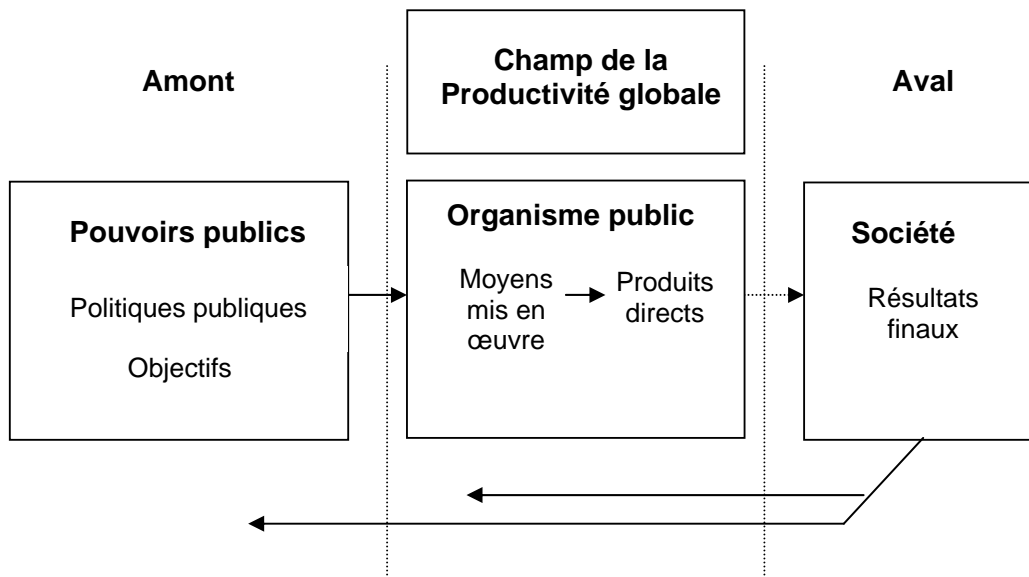 Amont
Champ de la
Productivité globale
Aval
Pouvoirs publics
Politiques publiques
Objectifs
Organisme public
Moyens
mis en
œuvre
Produits
directs
Société
Résultats
finaux